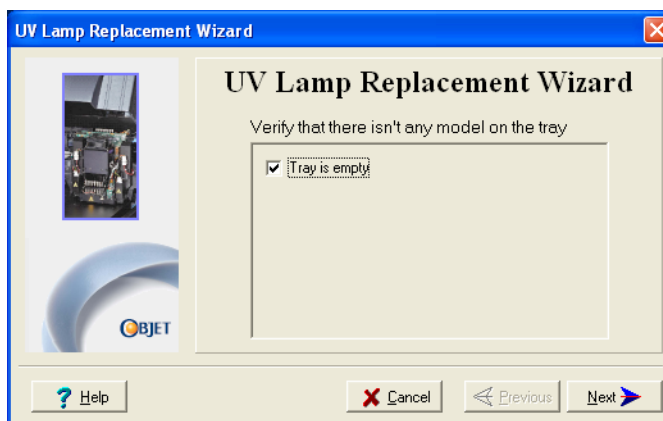 UV Lamp Replacement Wizard
UV Lamp Replacement Wizard
Verify that there isn't any model on the tray
Tray is empty
OBJET
Help
Cancel
Previous
Next